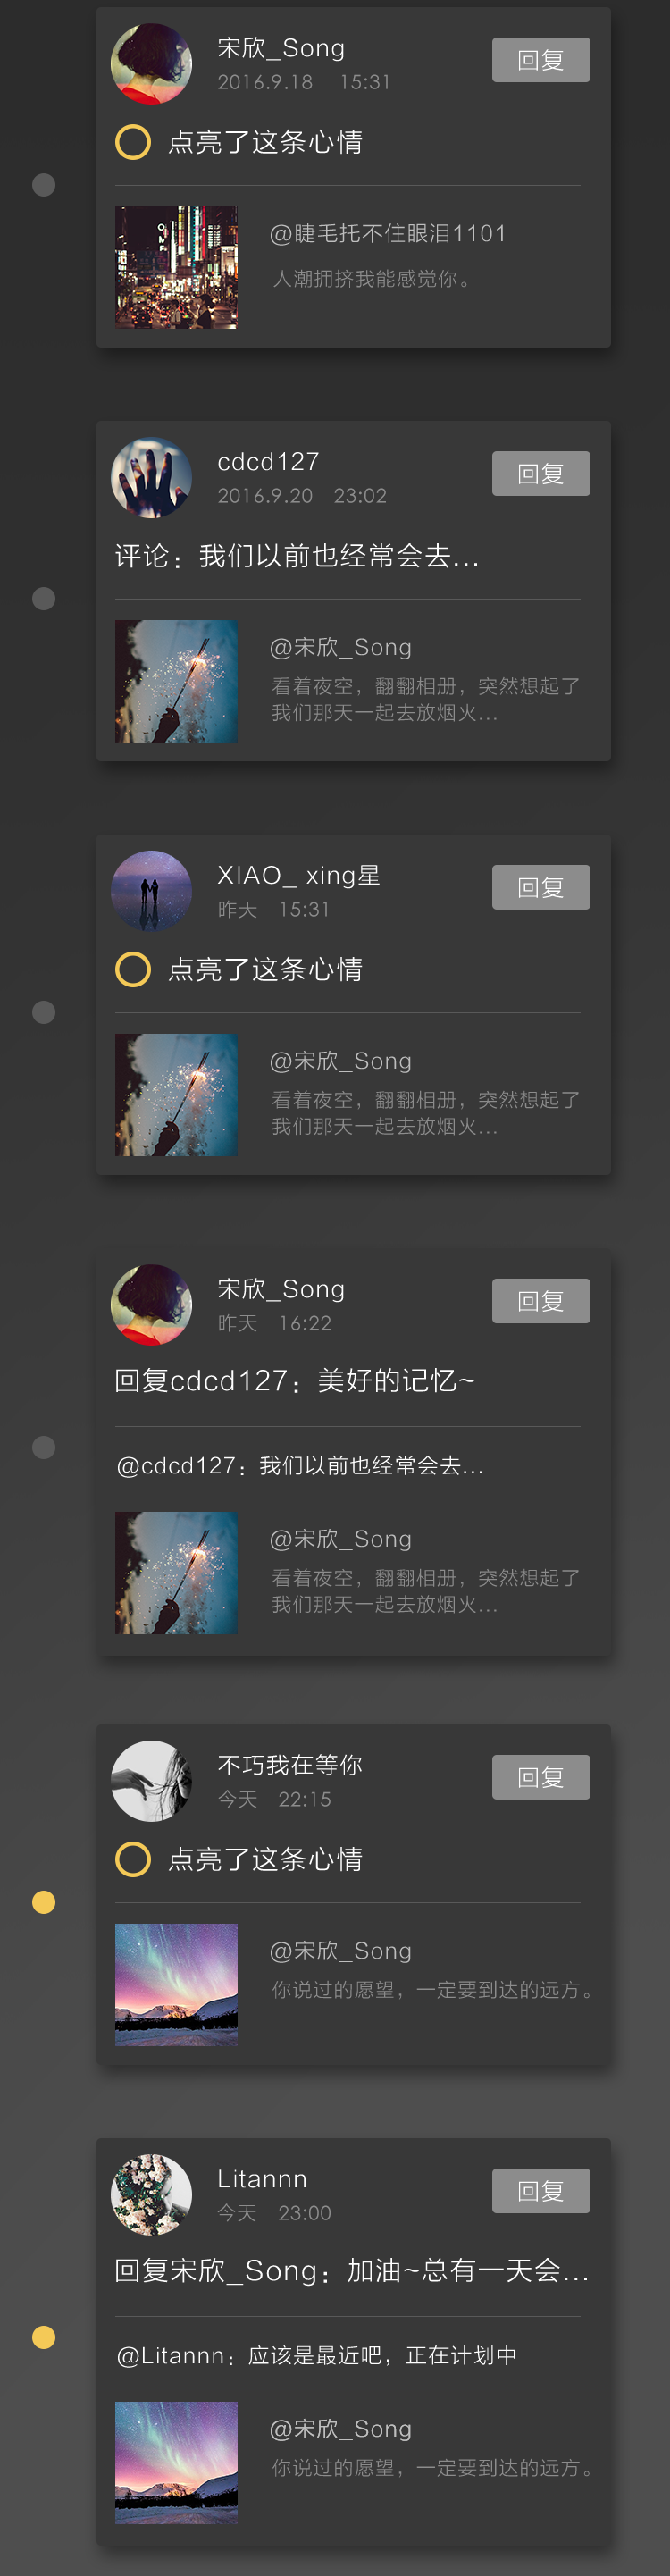 宋欣_Song
2016.9.18 15:31
回复
点亮了这条心情
@睫毛托不住眼泪1101
人潮拥挤我能感觉你。
cdcd127
2016.9.20 23:02
回复
评论：我们以前也经常会去...
@宋欣_Song
看着夜空，翻翻相册，突然想起了
我们那天一起去放烟火...
XIAO_ xing星
昨天 15:31
回复
点亮了这条心情
@宋欣_Song
看着夜空，翻翻相册，突然想起了
我们那天一起去放烟火...
宋欣_Song
昨天 16:22
回复
回复cdcd127：美好的记忆~
@cdcd127：我们以前也经常会去...
@宋欣_Song
看着夜空，翻翻相册，突然想起了
我们那天一起去放烟火...
不巧我在等你
今天 22:15
回复
点亮了这条心情
@宋欣_Song
你说过的愿望，一定要到达的远方。
Litannn
今天 23:00
回复
回复宋欣_Song：加油~总有一天会...
@Litannn：应该是最近吧，正在计划中
@宋欣_Song
你说过的愿望，一定要到达的远方。